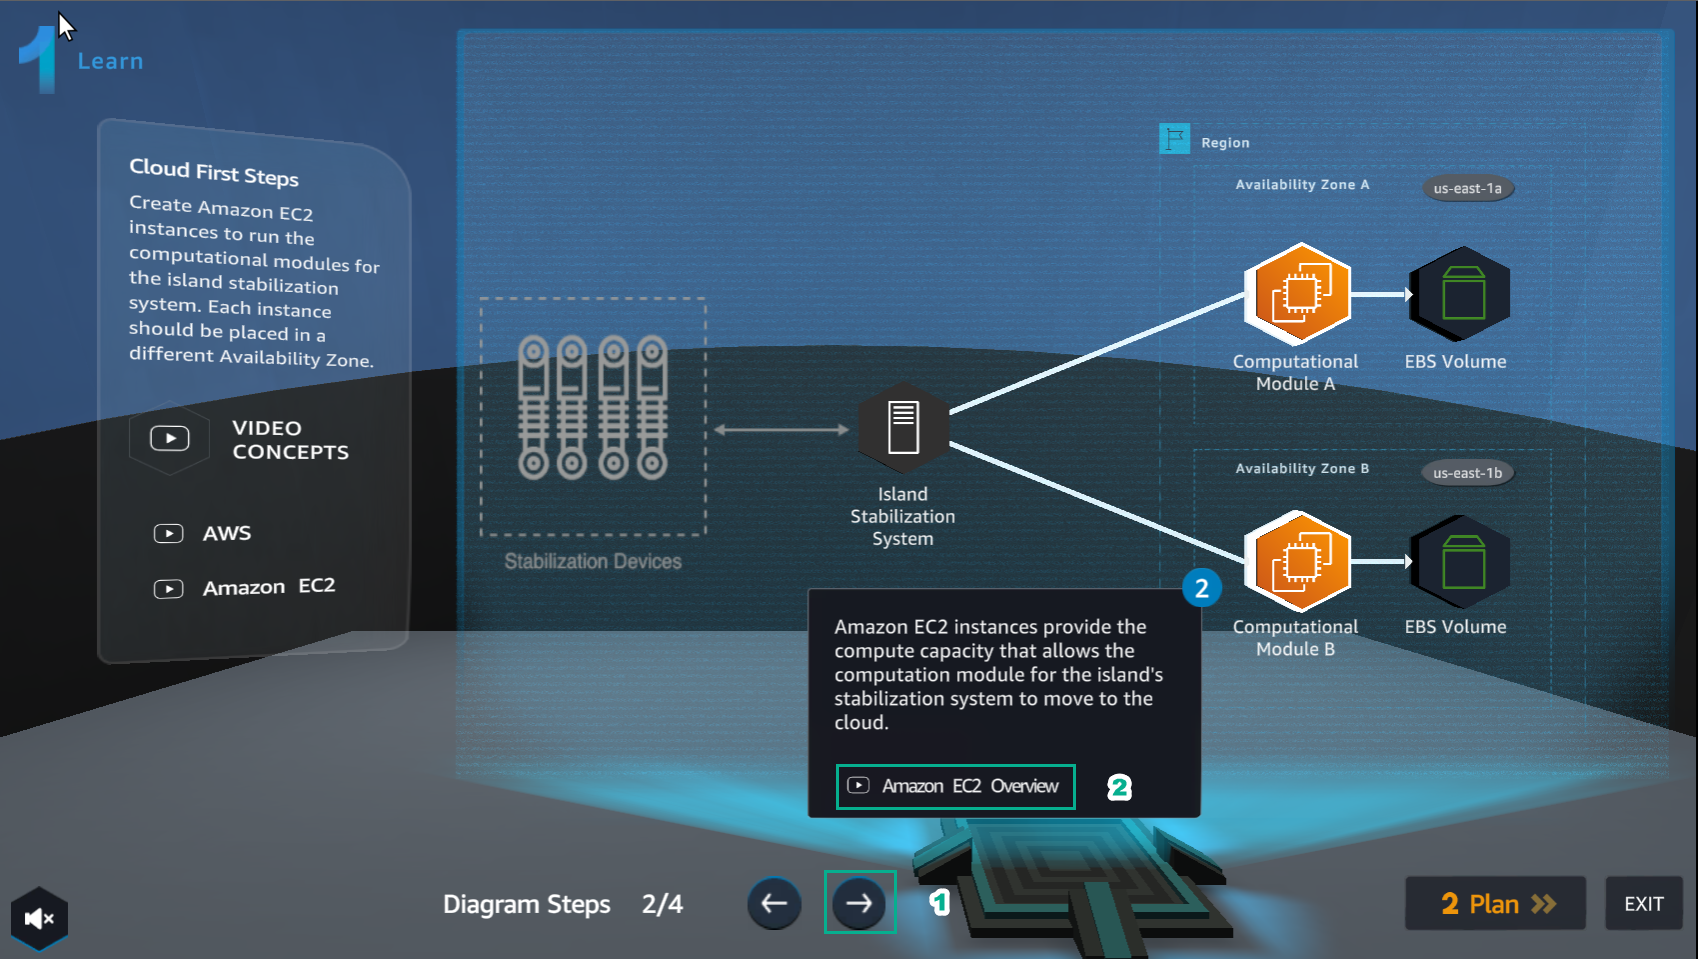 1
Learn
Cloud First Steps
Create Amazon EC2
instances to run the
computational modules for
the island stabilization
system. Each instance
should be placed in a
different Availability Zone.
VIDEO
CONCEPTS
AWS
Amazon EC2
Region
Availability Zone A
us-east-1a
Computational
Module A
EBS Volume
Stabilization Devices
Island
Stabilization
System
Availability Zone B
us-east-1b
Computational
Module B
EBS Volume
2
Amazon EC2 instances provide the
compute capacity that allows the
computation module for the island's
stabilization system to move to the
cloud.
Amazon EC2 Overview
2
Diagram Steps 2/4
1
2 Plan
EXIT